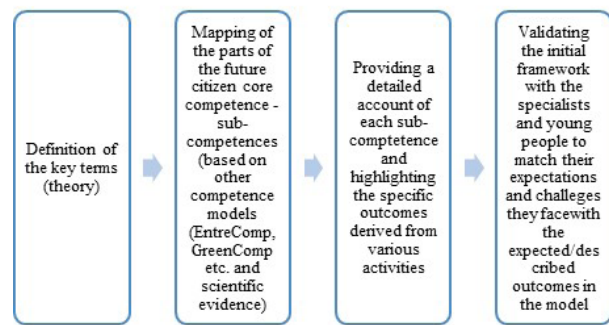 Definition of
the key terms
(theory)
Mapping of
the parts of
the future
citizen core
competence -
sub-
competences
(based on
other
competence
models
(EntreComp,
GreenComp
etc. and
scientific
evidence)
Providing a
detailed
account of
each sub-
comptetence
and
highlighting
the specific
outcomes
derived from
various
activities
Validating
the initial
framework
with the
specialists
and young
people to
match their
expectations
and challeges
they facewith
the
expected/des
cribed
outcomes in
the model